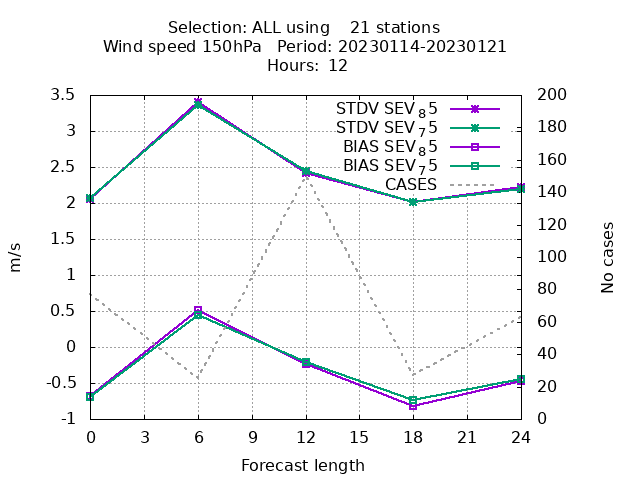 Selection: ALL using 21 stations
Wind speed 150hPa Period: 20230114-20230121
Hours: 12
STDV SEV₈5
STDV SEV₇5
BIAS SEV₈5
BIAS SEV₇5
CASES
3.5
3
2.5
2
1.5
1
0.5
0
-0.5
-1
m/s
200
180
160
140
120
100
80
60
40
20
0
No cases
0 3 6 9 12 15 18 21 24
Forecast length